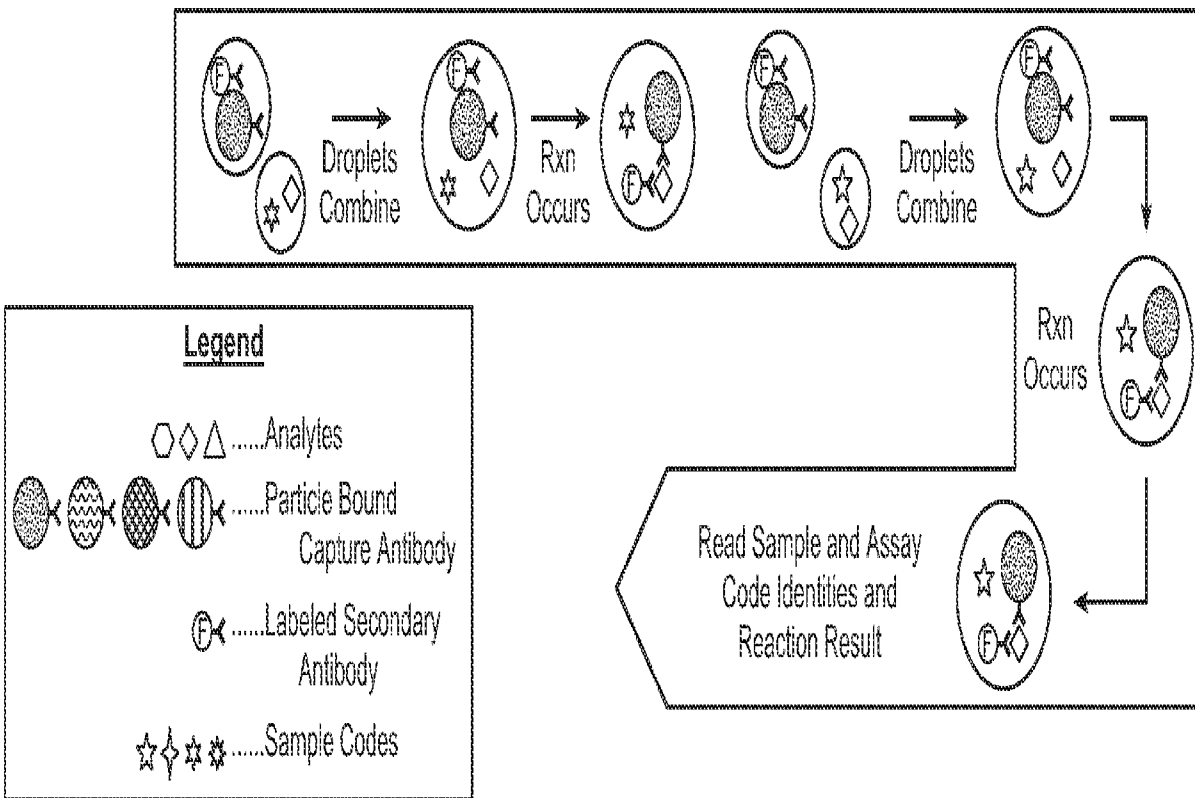 F
F
F
F
F
Droplets
Combine
Rxn
Occurs
Droplets
Combine
Rxn
Occurs
F
Legend
......Analytes
......Particle Bound
Capture Antibody
F ......Labeled Secondary
Antibody
......Sample Codes
Read Sample and Assay
Code Identities and
Reaction Result
F